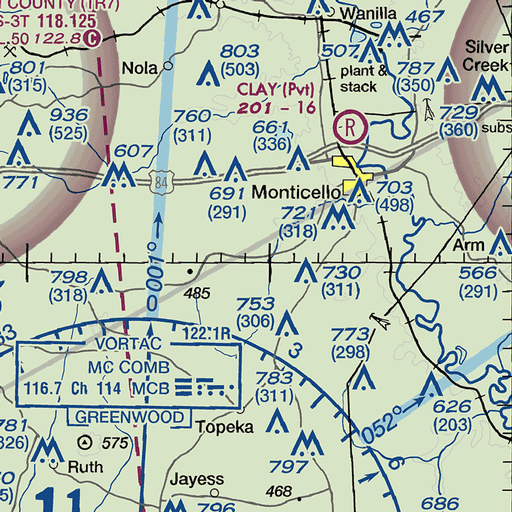 COUNTY (TR7)
S-3T 118.125
50 122.8 C
Wanilla
467
803
(503)
507
Silver
Creek
801
(315)
Nola
plant &
stack
787
(350)
CLAY (Pvt)
201 - 16
936
(525)
760
(311)
661
(336)
R
729
(360)
subs
607
771
84
691
(291)
Monticello
703
(498)
721
(318)
Arm
001°
798
(318)
485
730
(311)
566
(291)
753
(306)
773
(298)
122.1R
VORTAC
MC COMB
116.7 Ch 114 MCB
GREENWOOD
3
783
(311)
626
(203)
052°
781
326)
575
Topeka
6
Ruth
797
Jayess
468
686
11
796